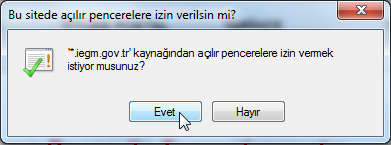 Bu sitede açılır pencerelere izin verilsin mi?
'*.iegm.gov.tr' kaynağından açılır pencerelere izin vermek
istiyor musunuz?
Evet
Hayır